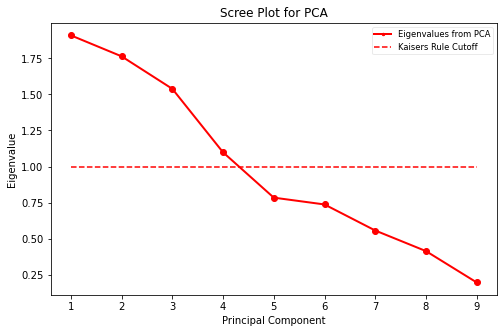 Scree Plot for PCA
Eigenvalues from PCA
Kaisers Rule Cutoff
Eigenvalue
1.75
1.50
1.25
1.00
0.75
0.50
0.25
1 2 3 4 5 6 7 8 9
Principal Component